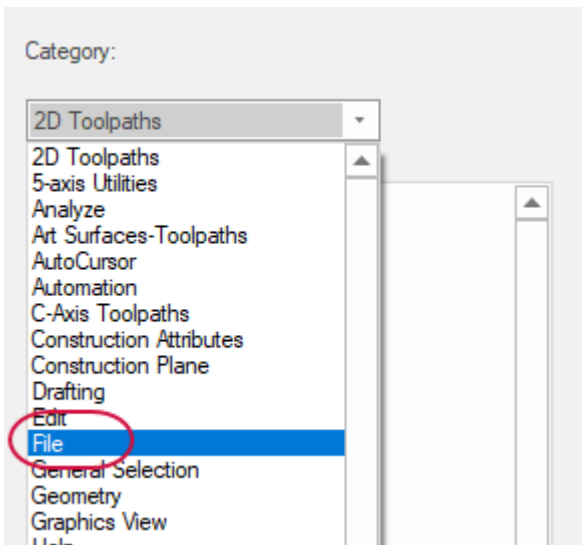 Category:
2D Toolpaths
2D Toolpaths
5-axis Utilities
Analyze
Art Surfaces-Toolpaths
AutoCursor
Automation
C-Axis Toolpaths
Construction Attributes
Construction Plane
Drafting
Edit
File
General Selection
Geometry
Graphics View